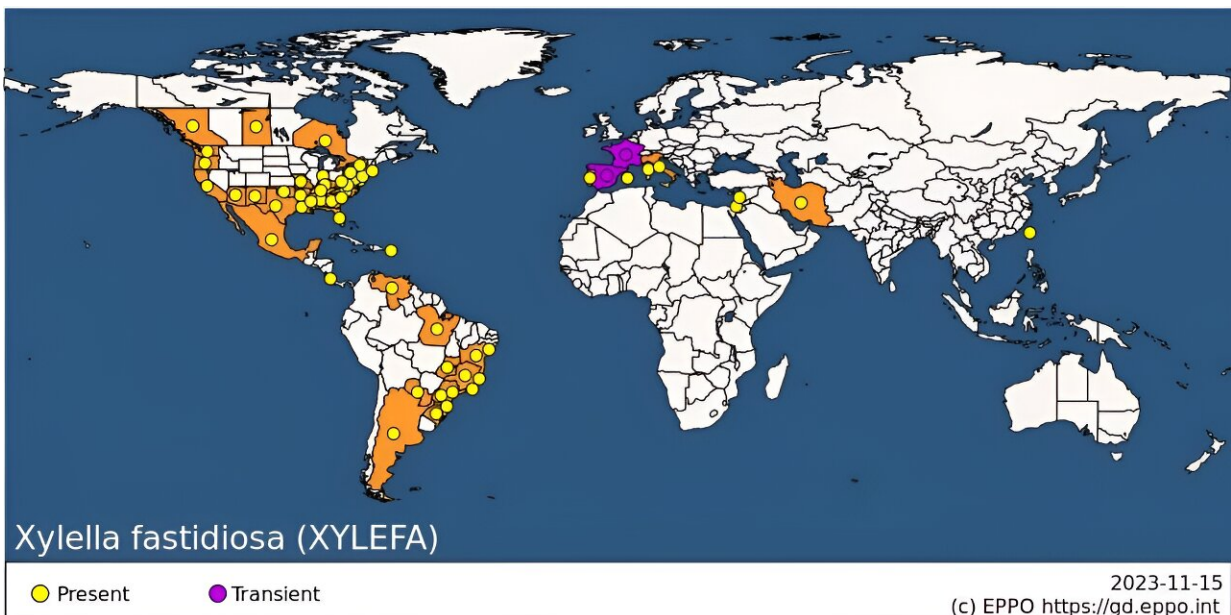 Xylella fastidiosa (XYLEFA)
Present
Transient
2023-11-15
(c) EPPO https://gd.eppo.int